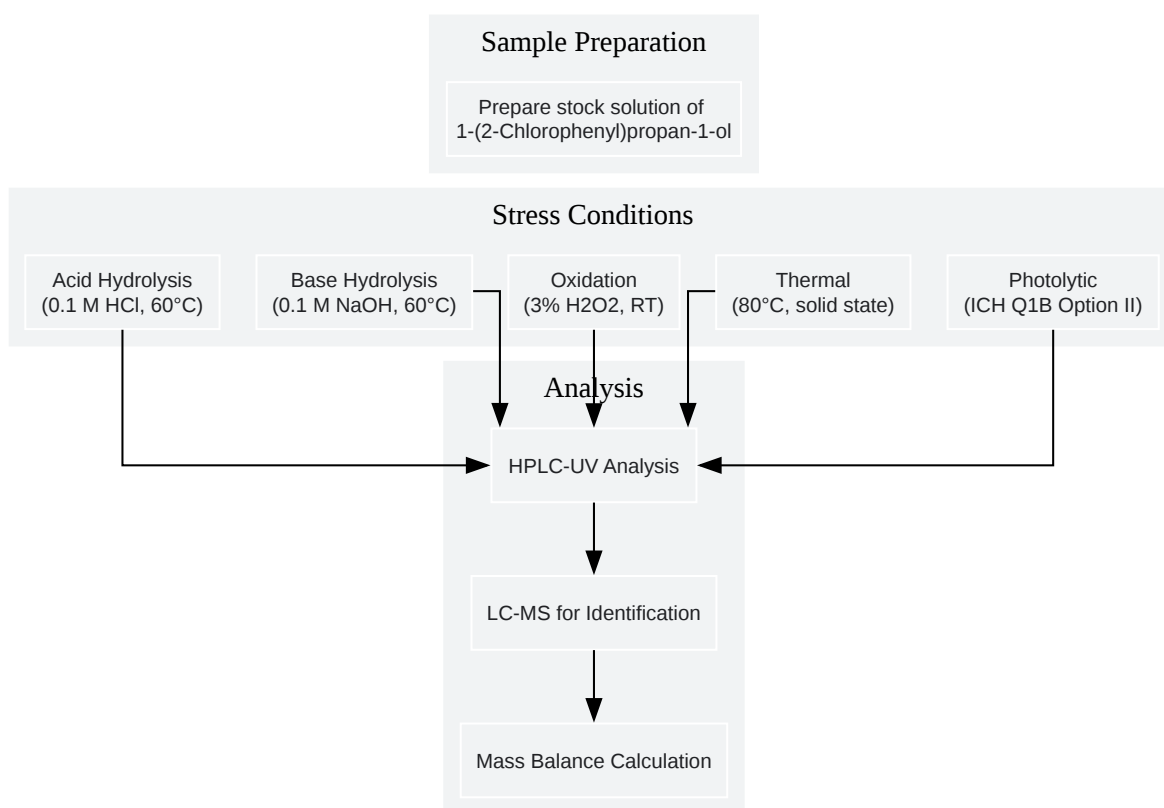 Sample Preparation
Prepare stock solution of
1-(2-Chlorophenyl)propan-1-ol
Stress Conditions
Acid Hydrolysis
(0.1 M HCl, 60°C)
Base Hydrolysis
(0.1 M NaOH, 60°C)
Oxidation
(3% H2O2, RT)
Thermal
(80°C, solid state)
Photolytic
(ICH Q1B Option II)
Analysis
HPLC-UV Analysis
LC-MS for Identification
Mass Balance Calculation